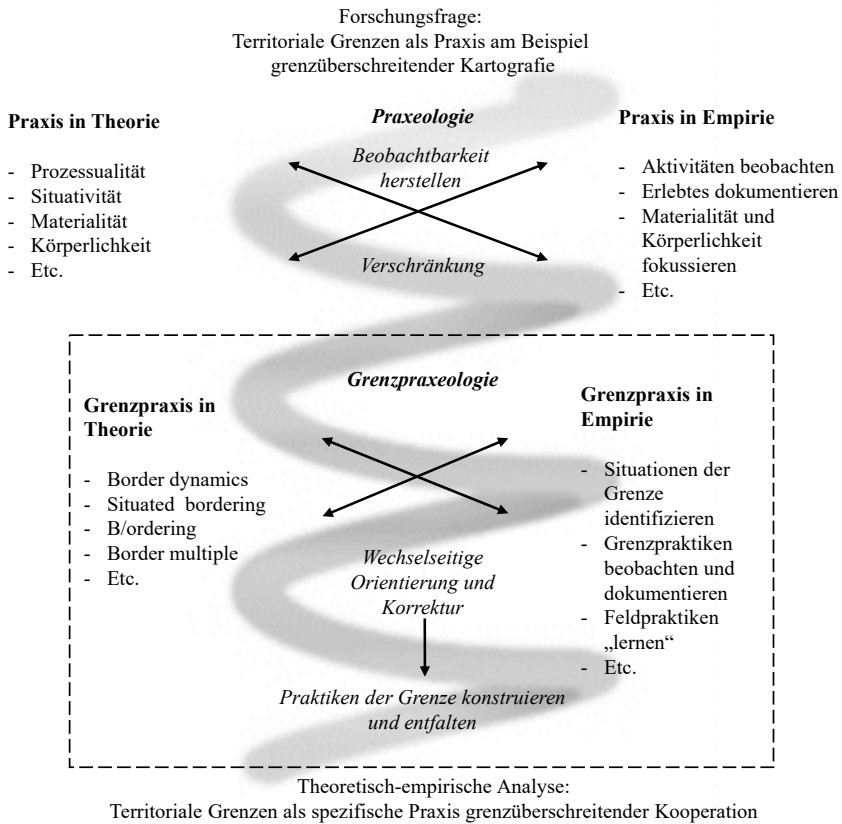 Forschungsfrage:
Territoriale Grenzen als Praxis am Beispiel
grenzüberschreitender Kartografie
Praxis in Theorie
- Prozessualität
- Situativität
- Materialität
- Körperlichkeit
- Etc.
Praxeologie
Beobachtbarkeit
herstellen
Verschränkung
Praxis in Empirie
- Aktivitäten beobachten
- Erlebtes dokumentieren
- Materialität und
Körperlichkeit
fokussieren
- Etc.
Grenzpraxeologie
Grenzpraxis in
Theorie
- Border dynamics
- Situated bordering
- B/ordering
- Border multiple
- Etc.
Wechselseitige
Orientierung und
Korrektur
Grenzpraxis in
Empirie
- Situationen der
Grenze
identifizieren
- Grenzpraktiken
beobachten und
dokumentieren
- Feldpraktiken
„lernen“
- Etc.
Praktiken der Grenze konstruieren
und entfalten
Theoretisch-empirische Analyse:
Territoriale Grenzen als spezifische Praxis grenzüberschreitender Kooperation